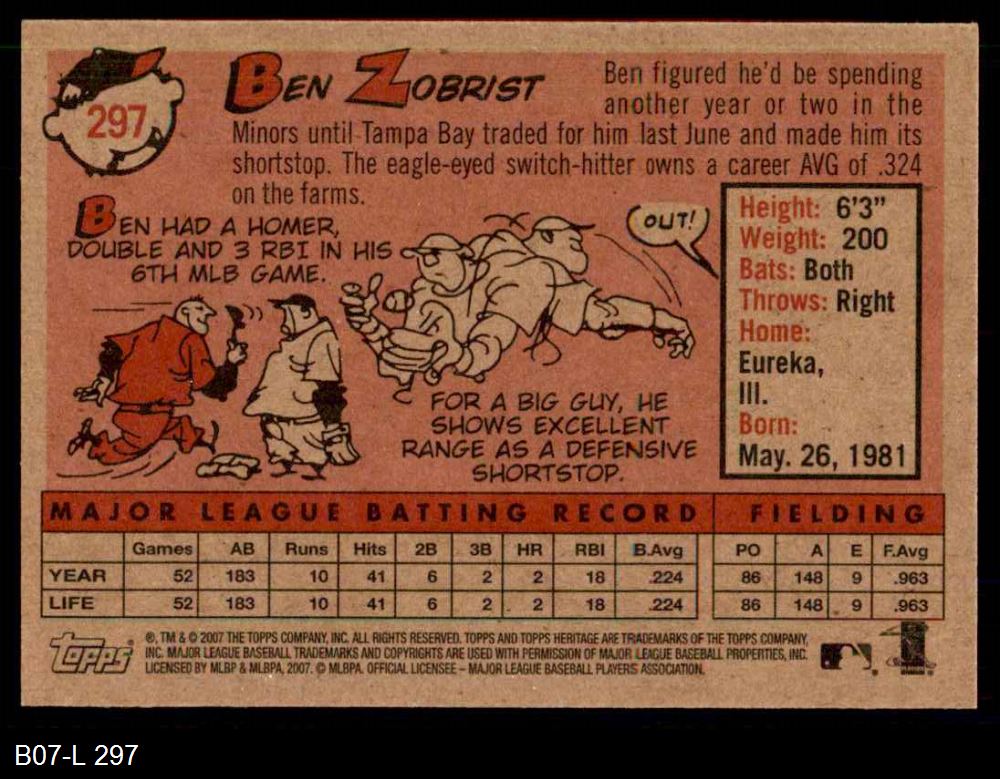 297
BEN ZOBRIST
Ben figured he'd be spending
another year or two in the
Minors until Tampa Bay traded for him last June and made him its
shortstop. The eagle-eyed switch-hitter owns a career AVG of .324
on the farms.
BEN HAD A HOMER,
DOUBLE AND 3 RBI IN HIS
6TH MLB GAME.
OUT!
FOR A BIG GUY, HE
SHOWS EXCELLENT
RANGE AS A DEFENSIVE
SHORTSTOP.
Height: 6'3"
Weight: 200
Bats: Both
Throws: Right
Home:
Eureka,
Ill.
Born:
May. 26, 1981
MAJOR LEAGUE BATTING RECORD FIELDING
Games AB Runs Hits 2B 3B HR RBI B.Avg PO A E F.Avg
YEAR 52 183 10 41 6 2 2 18 .224 86 148 9 .963
LIFE 52 183 10 41 6 2 2 18 .224 86 148 9 .963
TOPPS
®, TM & © 2007 THE TOPPS COMPANY, INC. ALL RIGHTS RESERVED. TOPPS AND TOPPS HERITAGE ARE TRADEMARKS OF THE TOPPS COMPANY,
INC. MAJOR LEAGUE BASEBALL TRADEMARKS AND COPYRIGHTS ARE USED WITH PERMISSION OF MAJOR LEAGUE BASEBALL PROPERTIES, INC.
LICENSED BY MLBP & MLBPA, 2007. © MLBPA. OFFICIAL LICENSEE – MAJOR LEAGUE BASEBALL PLAYERS ASSOCIATION.
B07-L 297